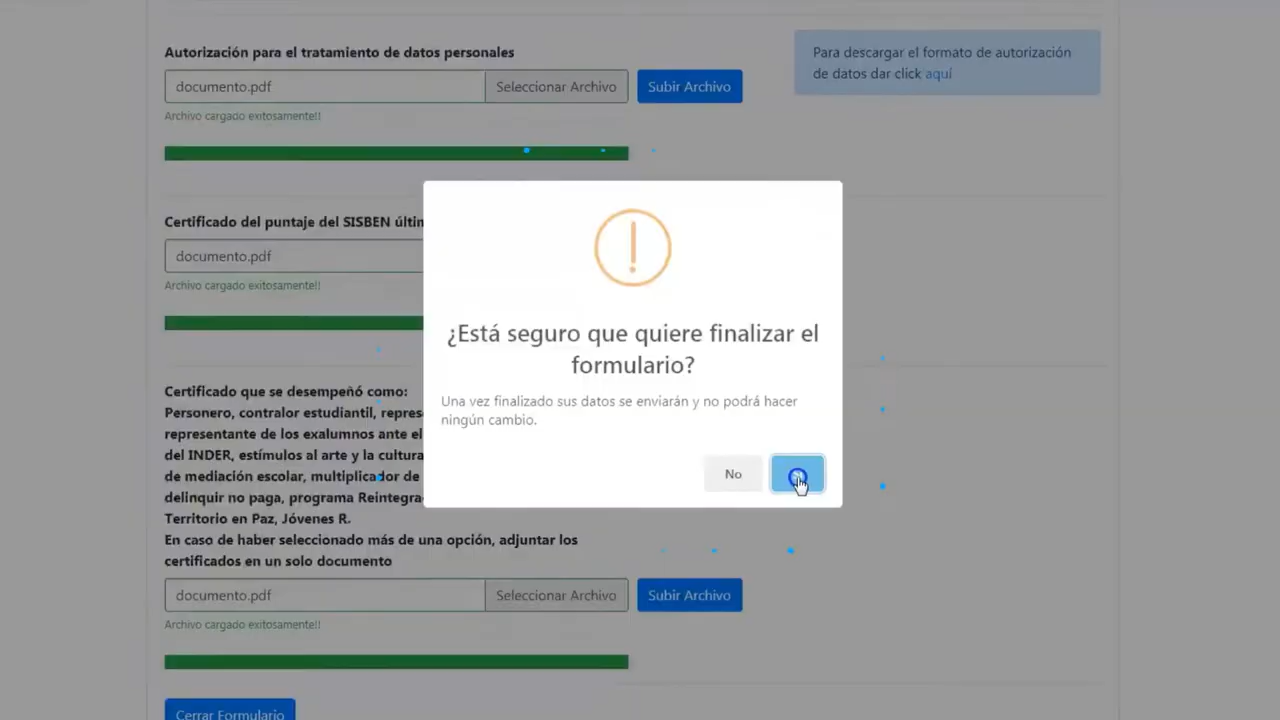 Autorización para el tratamiento de datos personales
documento.pdf
Seleccionar Archivo
Subir Archivo
Archivo cargado exitosamente!!
Para descargar el formato de autorización
de datos dar click aquí
Certificado del puntaje del SISBEN
documento.pdf
Archivo cargado exitosamente!!
¿Está seguro que quiere finalizar el
formulario?
Una vez finalizado sus datos se enviarán y no podrá hacer
ningún cambio.
No
Certificado que se desempeñó como:
Personero, contralor estudiantil,
representante de los exalumnos ante el
del INDER, estímulos al arte y la cultura
de mediación escolar, multiplicador de
delinquir no paga, programa
Territorio en Paz, Jóvenes R.
En caso de haber seleccionado más de una opción, adjuntar los
certificados en un solo documento
documento.pdf
Seleccionar Archivo
Subir Archivo
Archivo cargado exitosamente!!
Cerrar Formulario